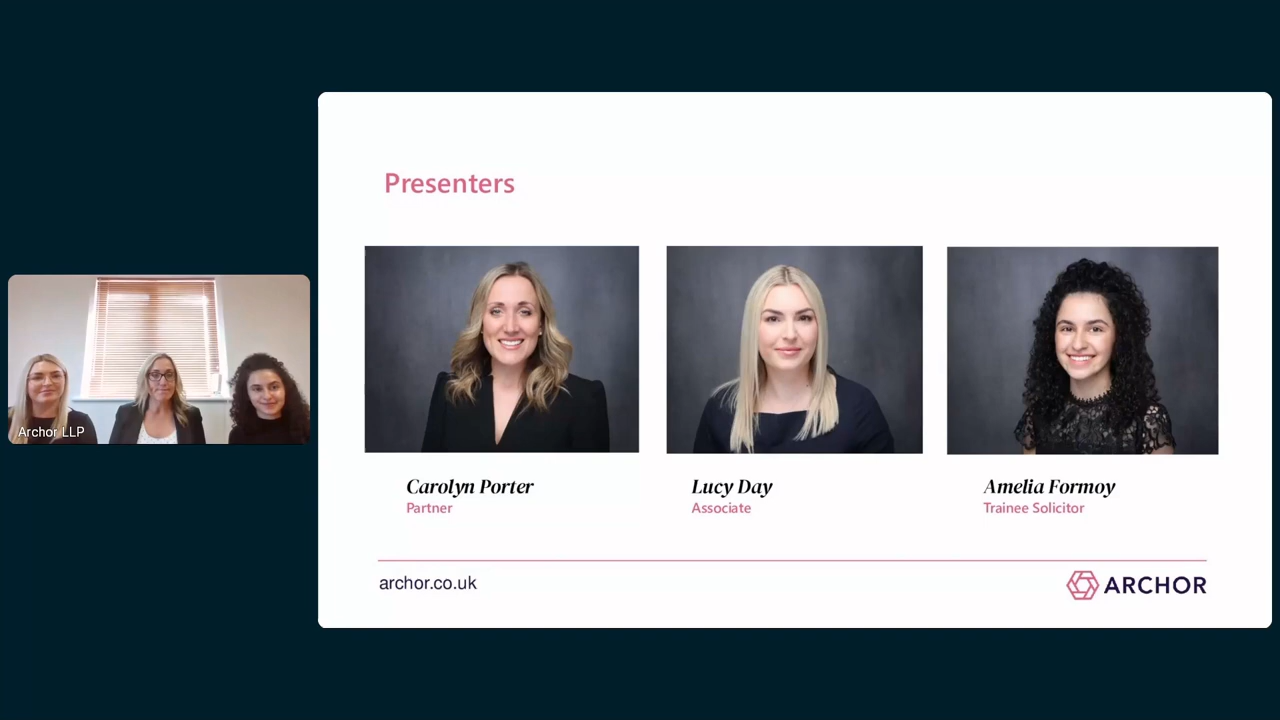 Presenters
Carolyn Porter
Partner
Lucy Day
Associate
Amelia Formoy
Trainee Solicitor
archor.co.uk
ARCHOR
Archor LLP